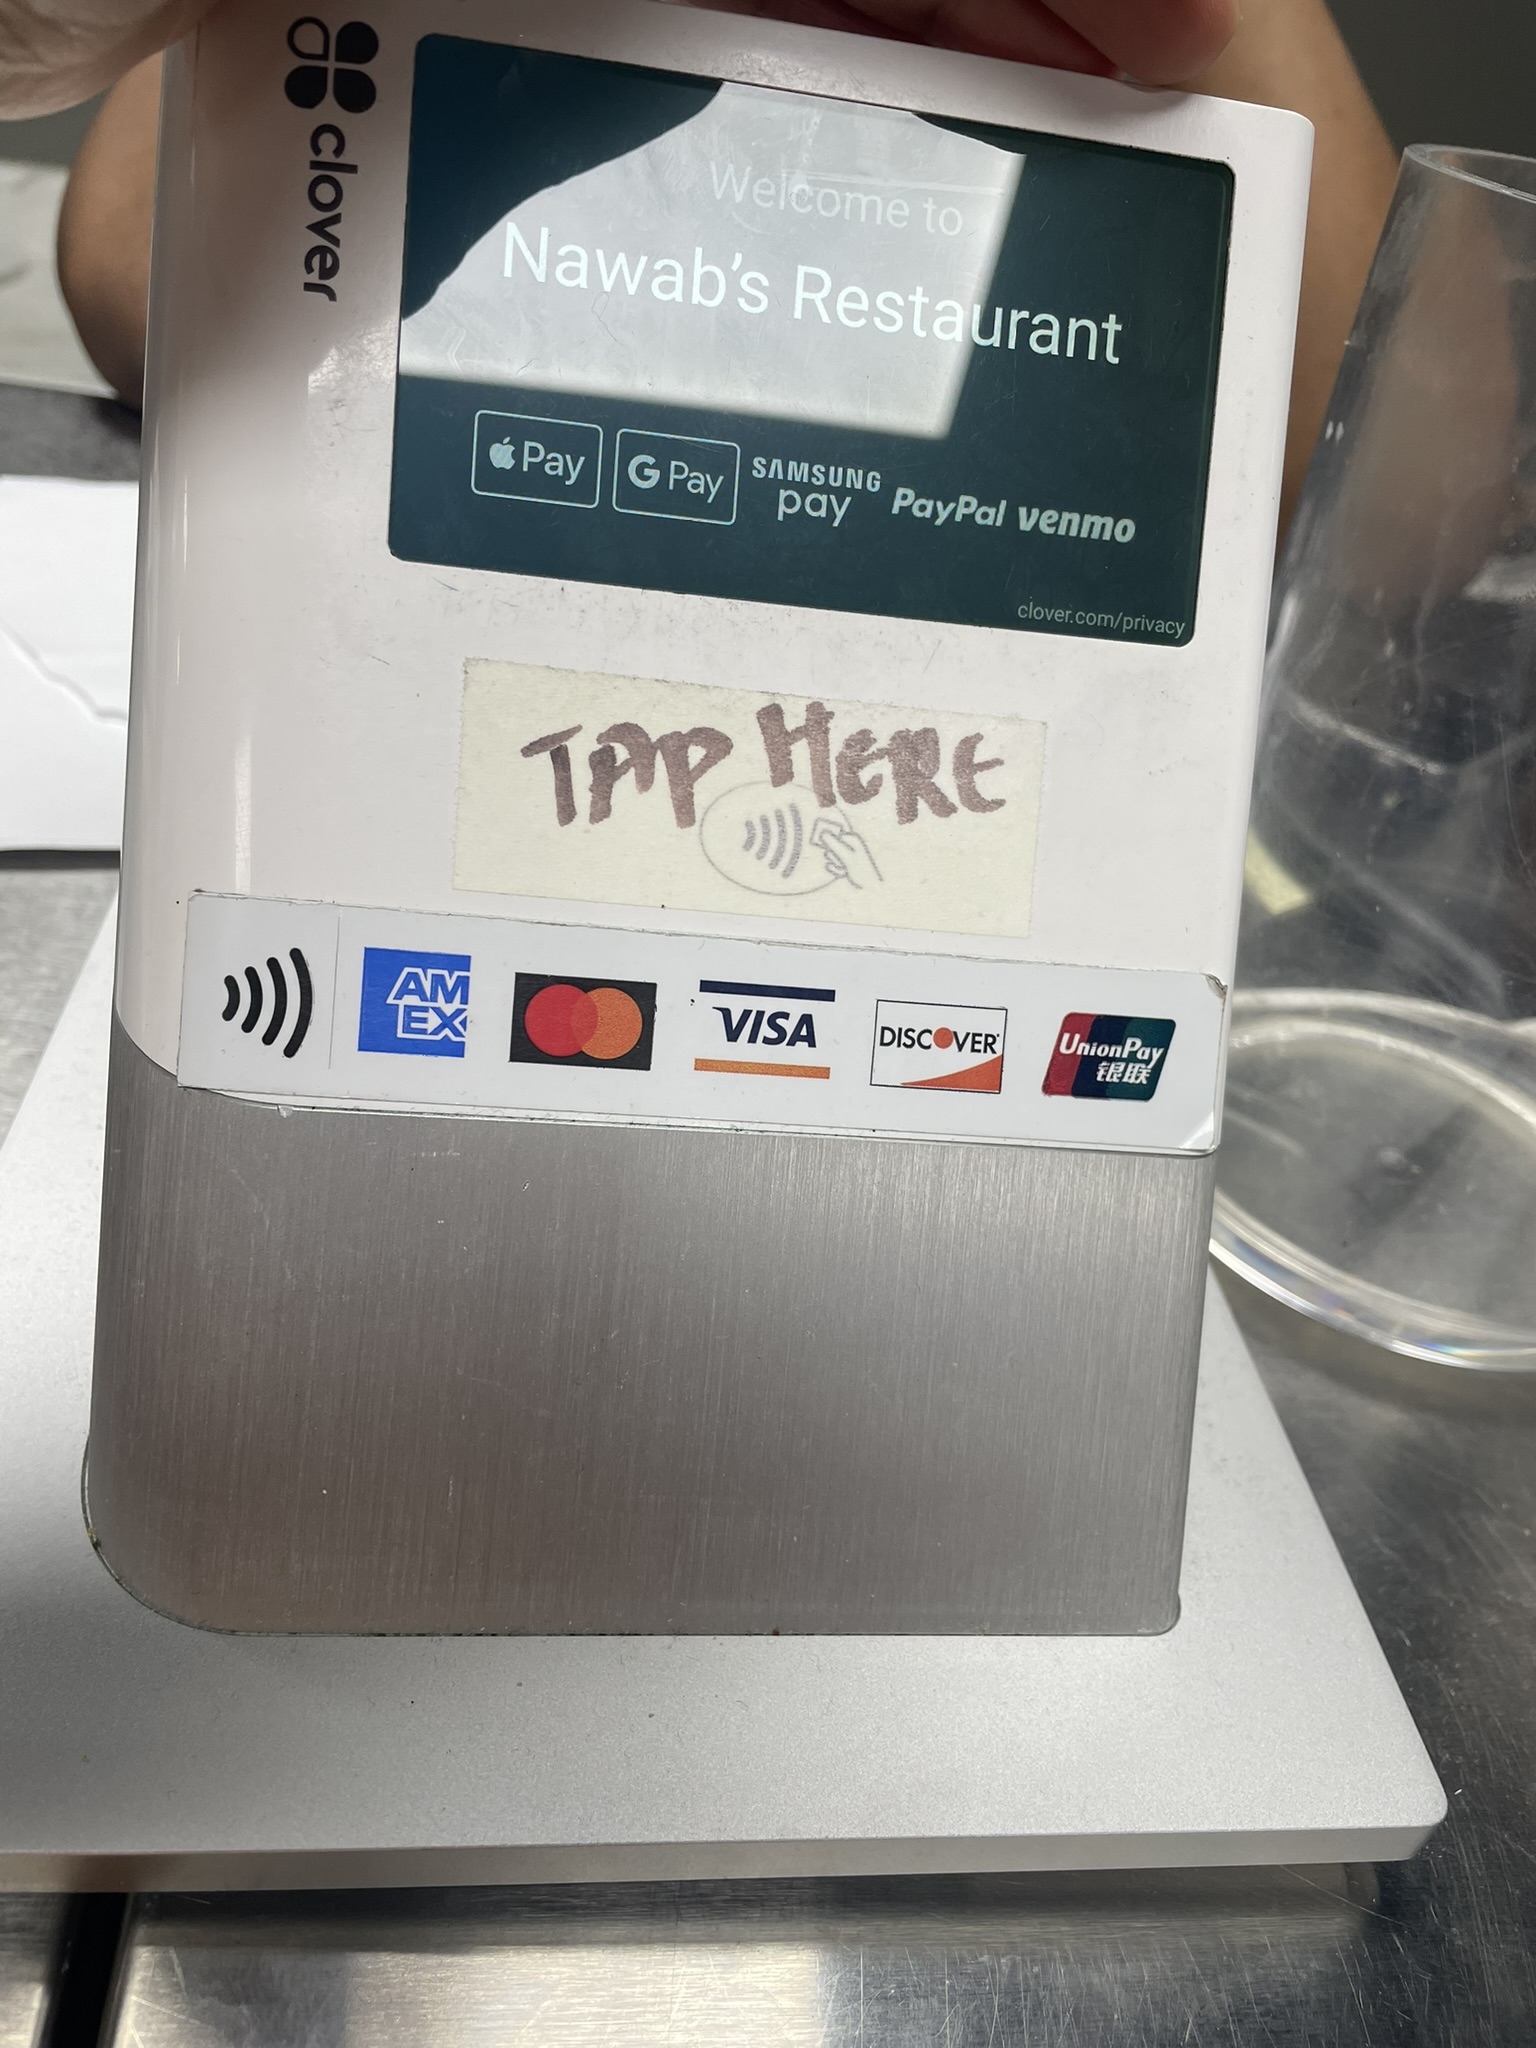 clover
Welcome to
Nawab's Restaurant
Pay
G Pay
SAMSUNG
pay
PayPal
venmo
clover.com/privacy
TAP HERE
AM
EX
VISA
DISCOVER
UnionPay
银联